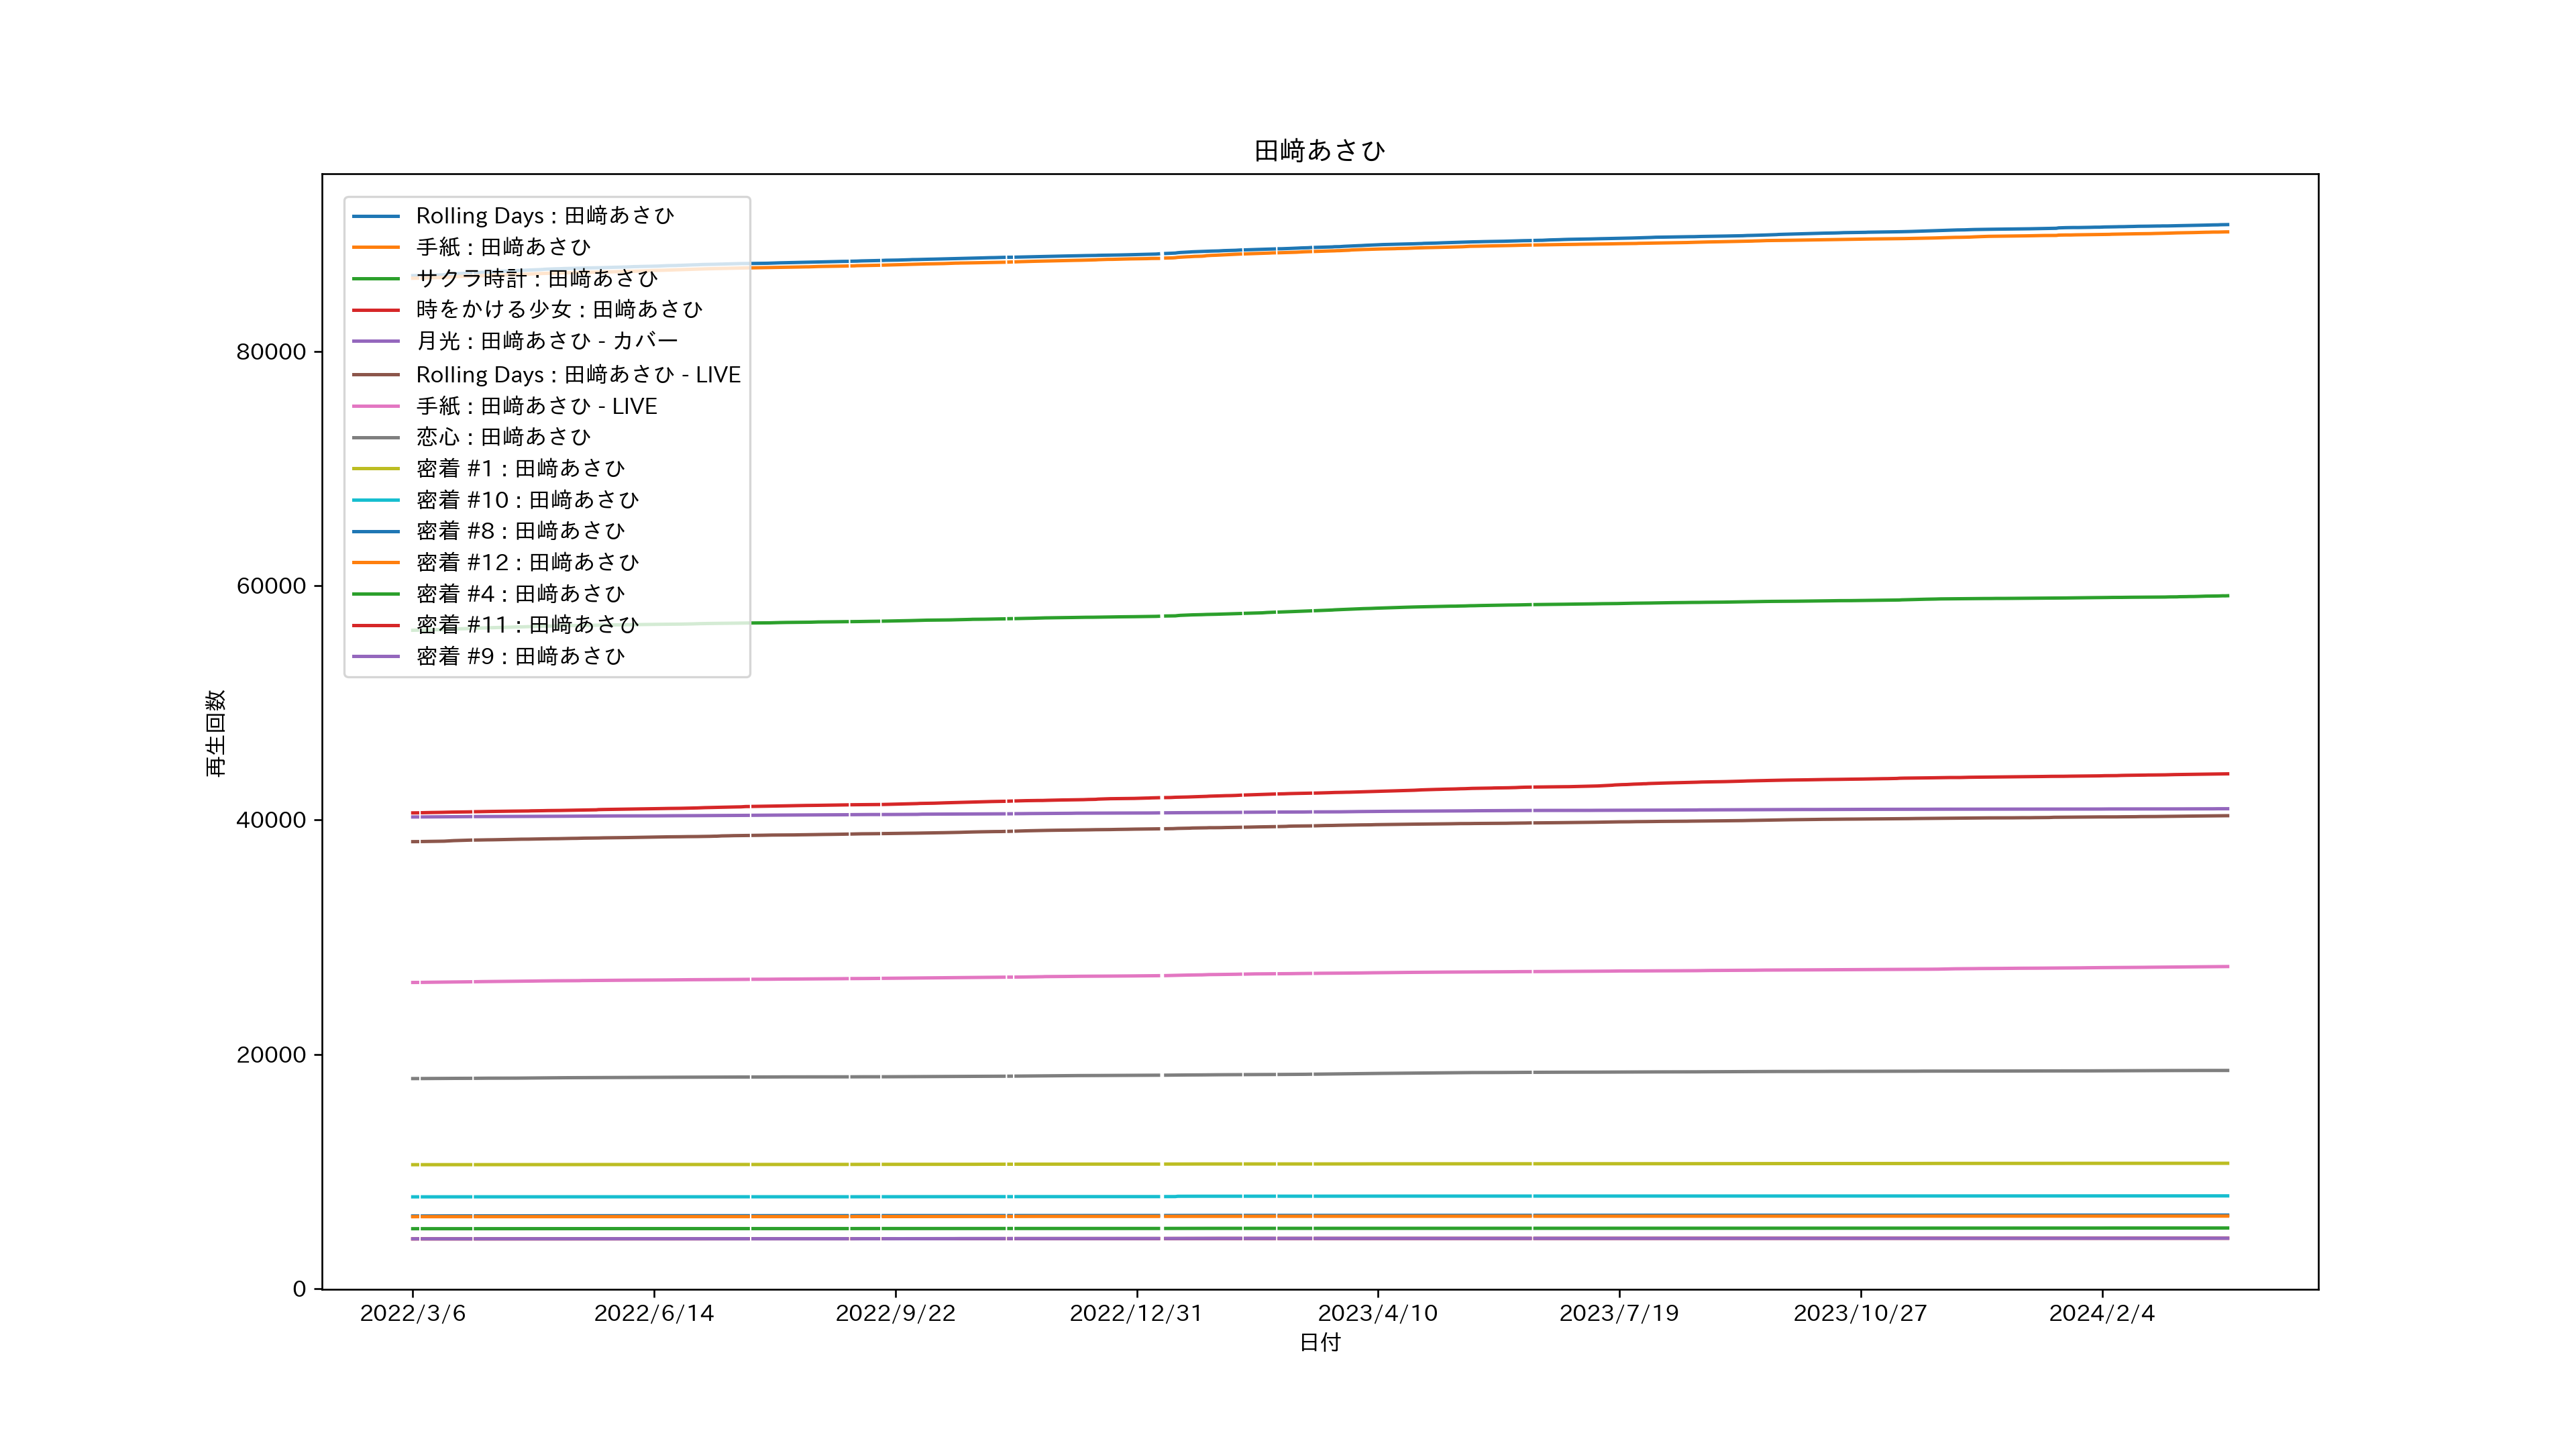 田﨑あさひ
Rolling Days : 田﨑あさひ
手紙 : 田﨑あさひ
サクラ時計 : 田﨑あさひ
時をかける少女 : 田﨑あさひ
月光 : 田﨑あさひ - カバー
Rolling Days : 田﨑あさひ - LIVE
手紙 : 田﨑あさひ - LIVE
恋心 : 田﨑あさひ
密着 #1 : 田﨑あさひ
密着 #10 : 田﨑あさひ
密着 #8 : 田﨑あさひ
密着 #12 : 田﨑あさひ
密着 #4 : 田﨑あさひ
密着 #11 : 田﨑あさひ
密着 #9 : 田﨑あさひ
再生回数
80000
60000
40000
20000
0
2022/3/6 2022/6/14 2022/9/22 2022/12/31 2023/4/10 2023/7/19 2023/10/27 2024/2/4
日付